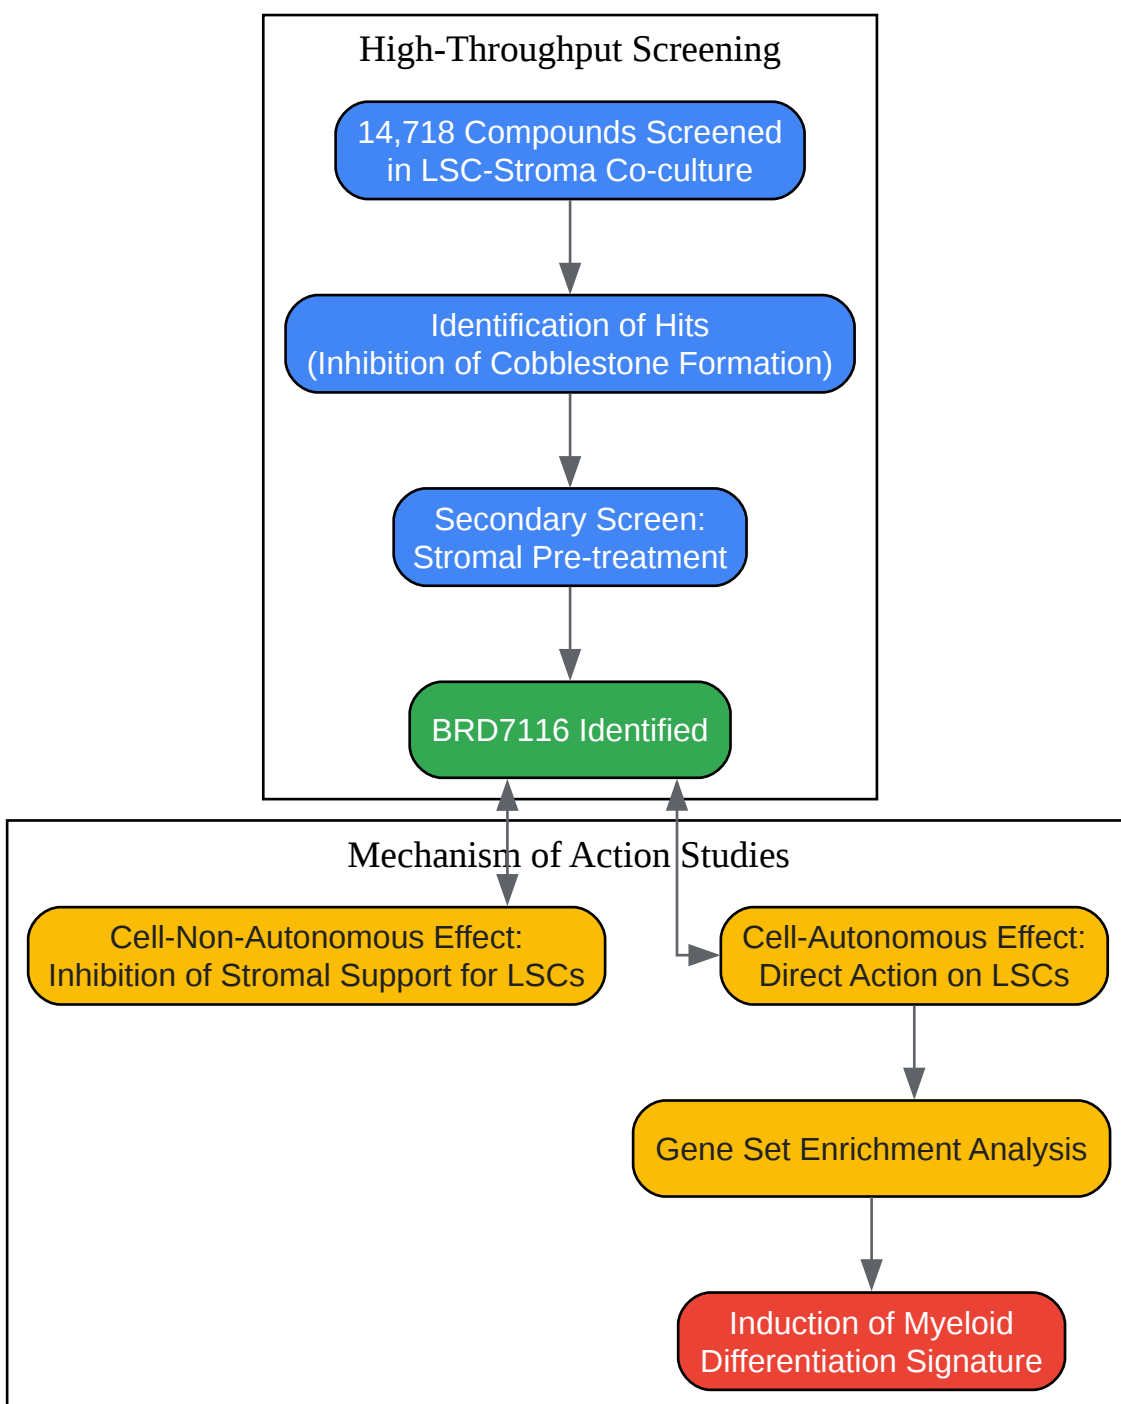 High-Throughput Screening
14,718 Compounds Screened
in LSC-Stroma Co-culture
Identification of Hits
(Inhibition of Cobblestone Formation)
Secondary Screen:
Stromal Pre-treatment
BRD7116 Identified
Mechanism of Action Studies
Cell-Non-Autonomous Effect:
Inhibition of Stromal Support for LSCs
Cell-Autonomous Effect:
Direct Action on LSCs
Gene Set Enrichment Analysis
Induction of Myeloid
Differentiation Signature